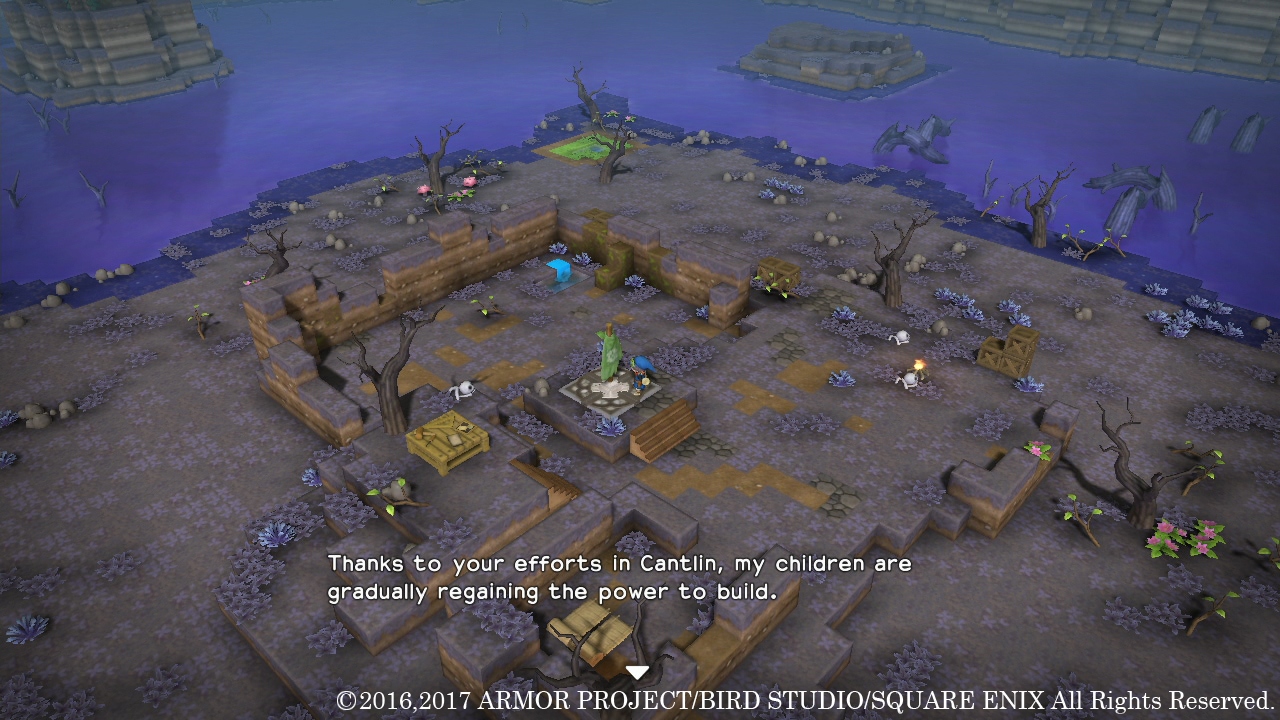 Thanks to your efforts in Cantlin, my children are
gradually regaining the power to build.
©2016,2017 ARMOR PROJECT/BIRD STUDIO/SQUARE ENIX All Rights Reserved.